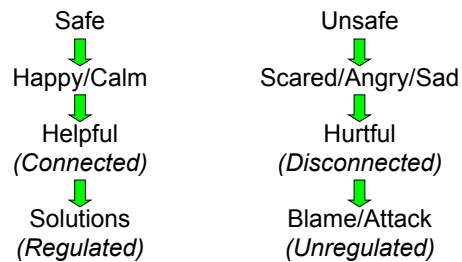 Safe
Happy/Calm
Helpful
(Connected)
Solutions
(Regulated)
Unsafe
Scared/Angry/Sad
Hurtful
(Disconnected)
Blame/Attack
(Unregulated)